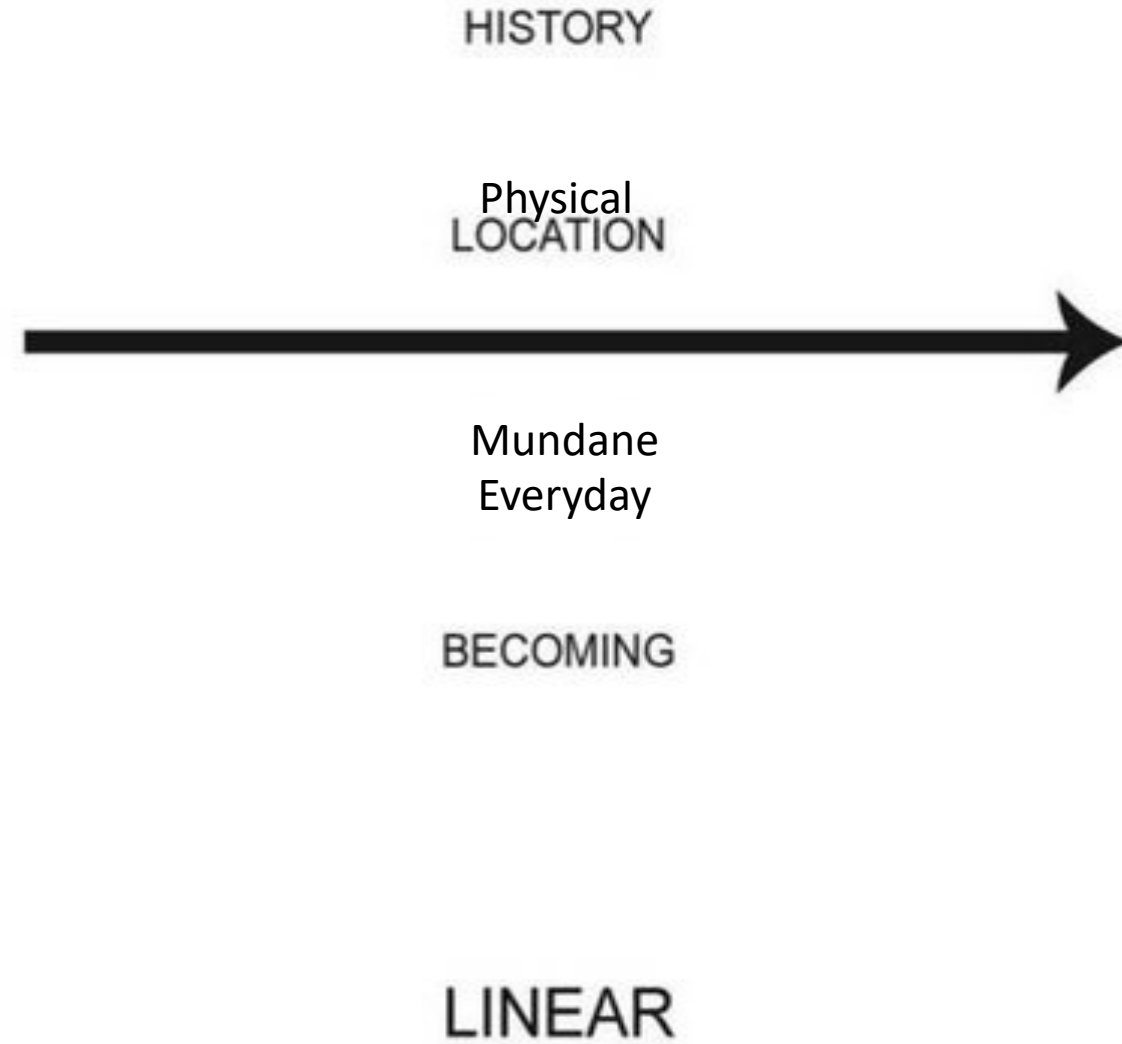 HISTORY
Physical
LOCATION
Mundane
Everyday
BECOMING
LINEAR